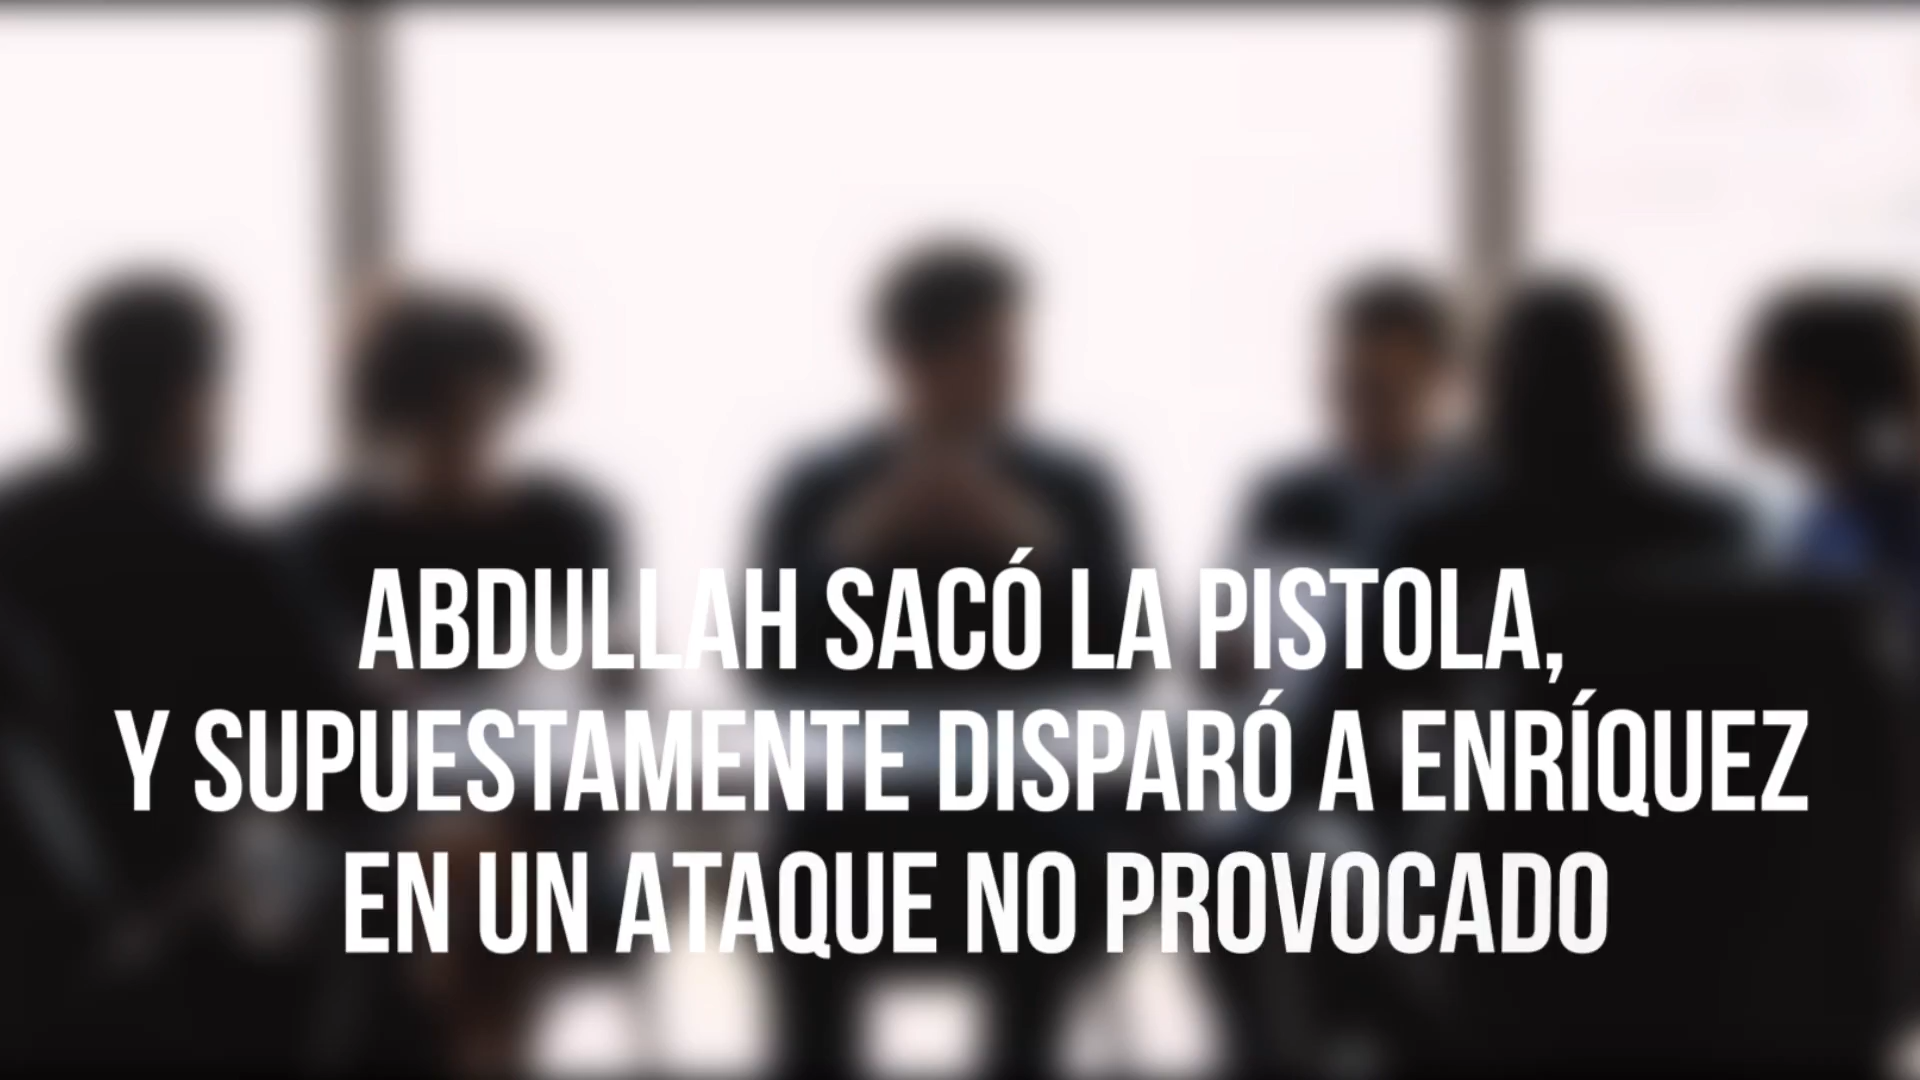 ABDULLAH SACÓ LA PISTOLA,
Y SUPUESTAMENTE DISPARÓ A ENRÍQUEZ
EN UN ATAQUE NO PROVOCADO